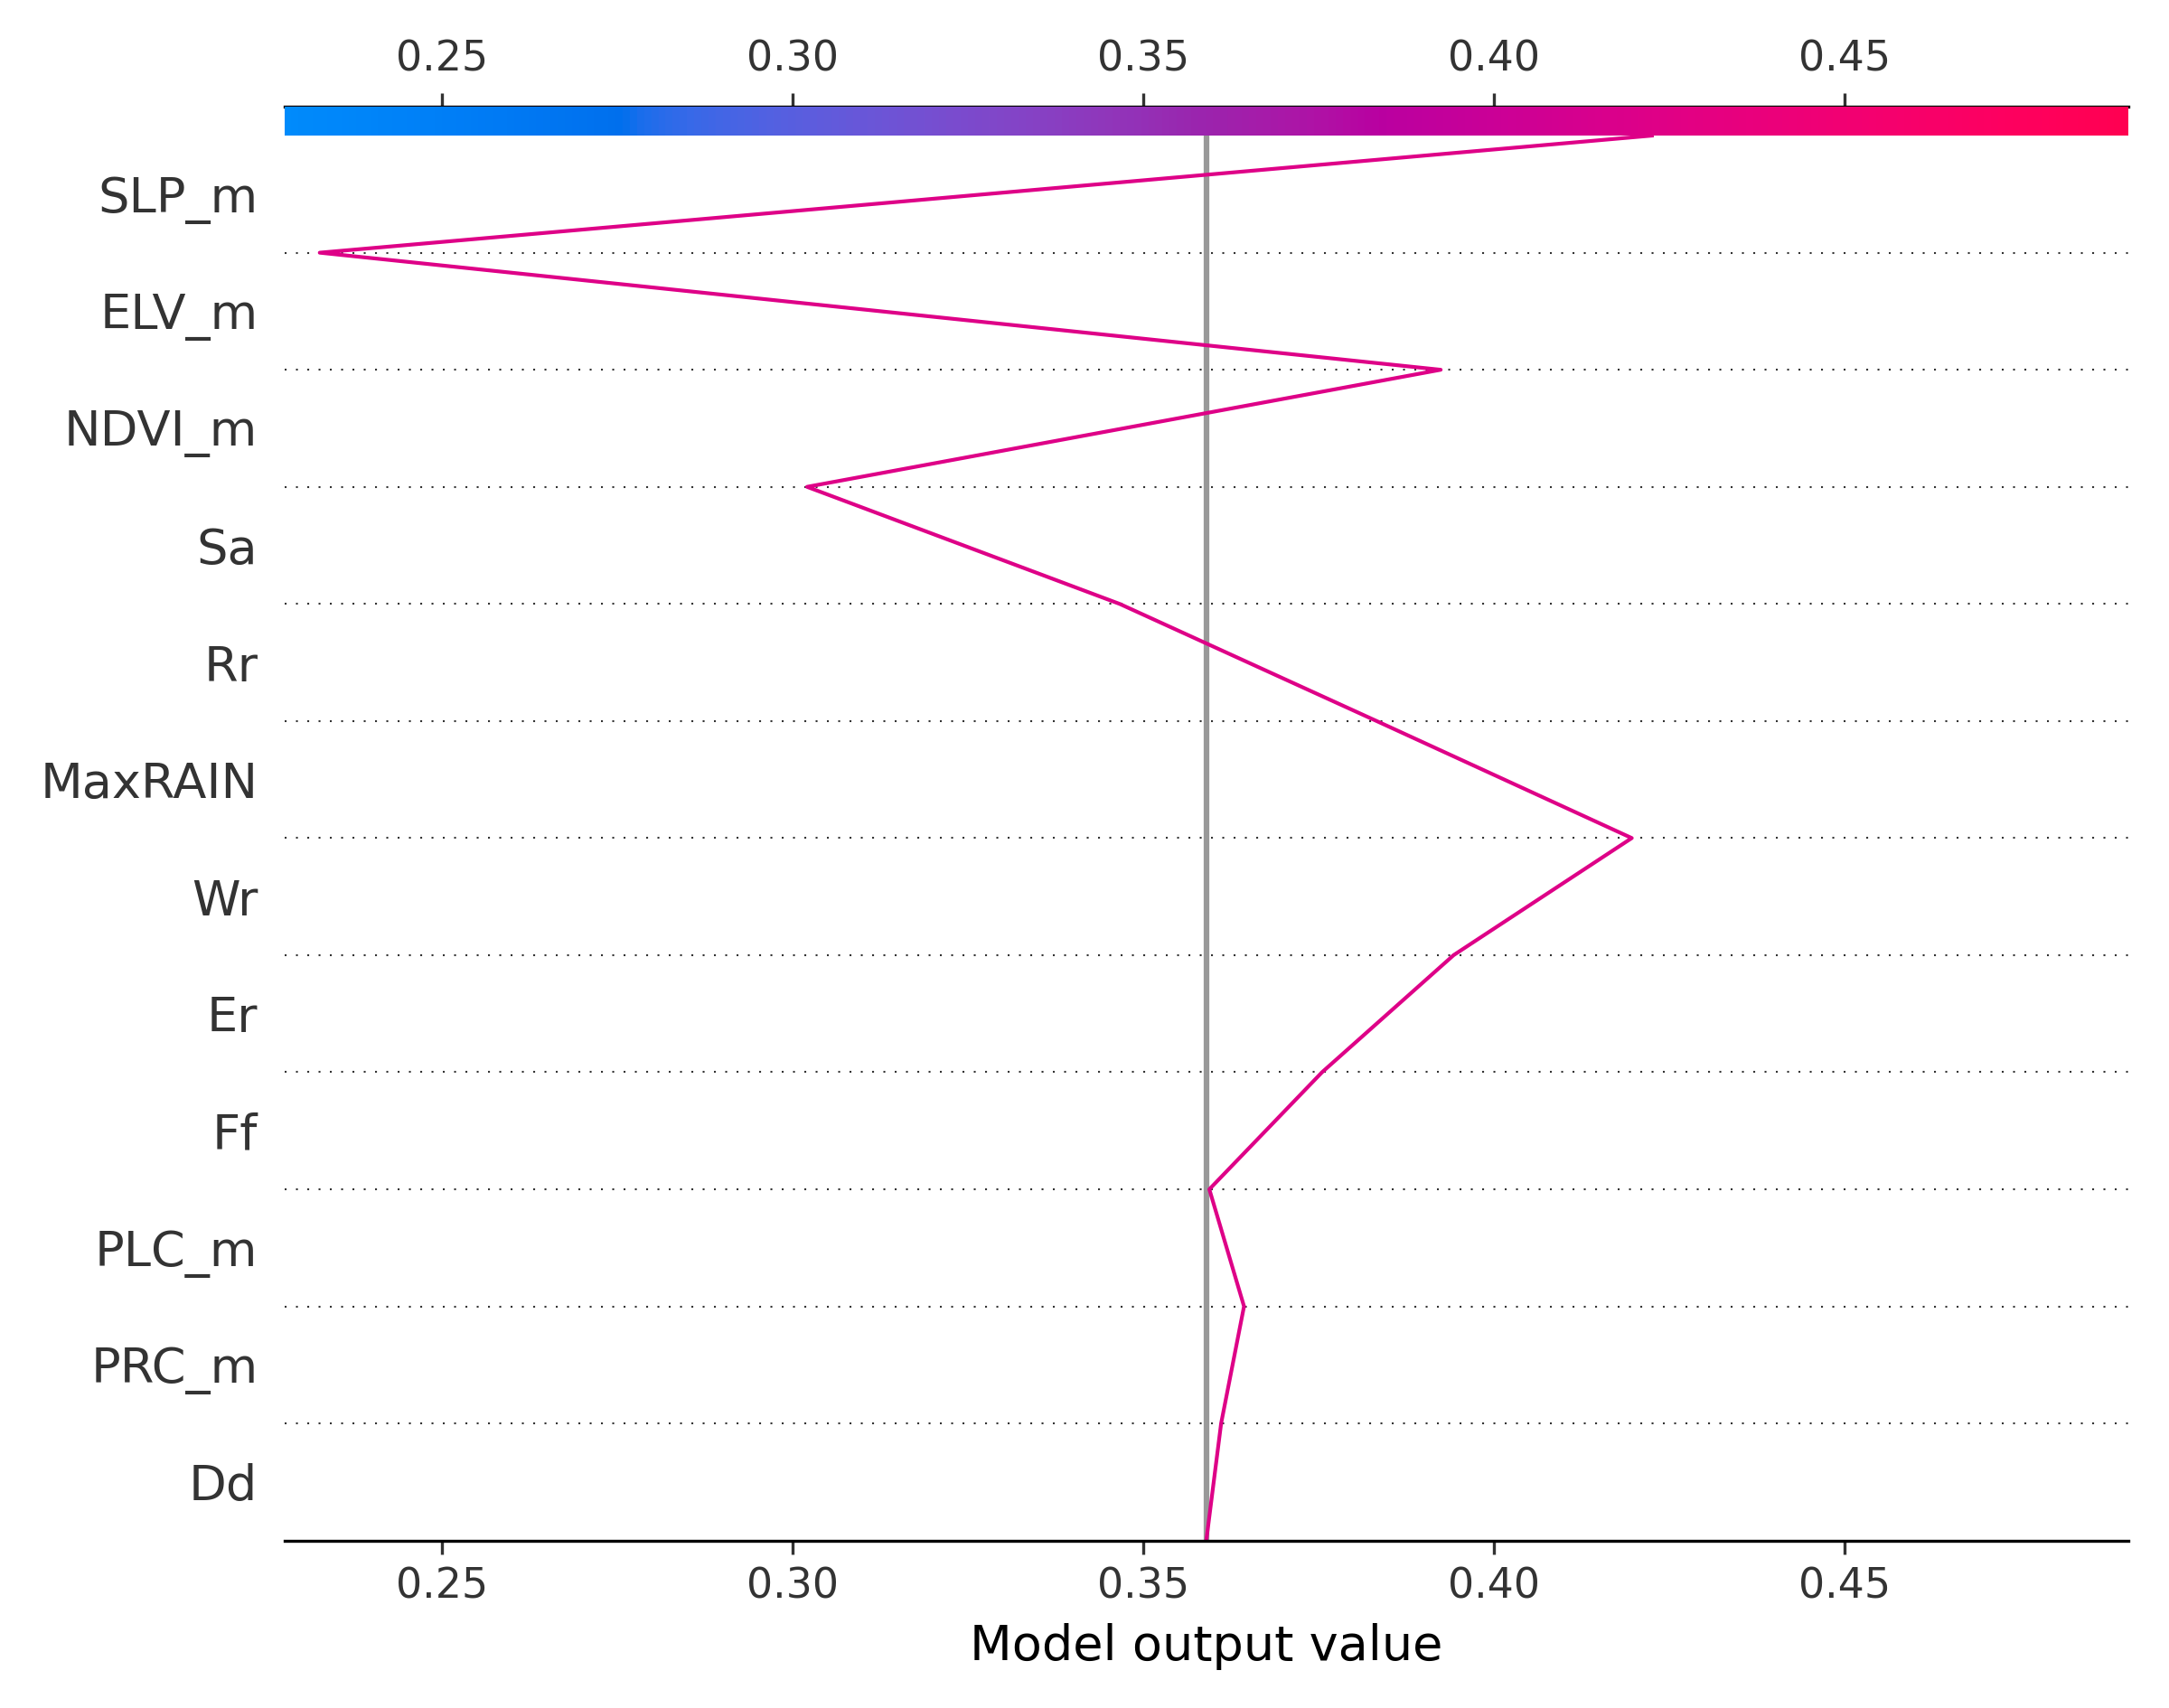 0.25 0.30 0.35 0.40 0.45
SLP_m
ELV_m
NDVI_m
Sa
Rr
MaxRAIN
Wr
Er
Ff
PLC_m
PRC_m
Dd
0.25 0.30 0.35 0.40 0.45
Model output value